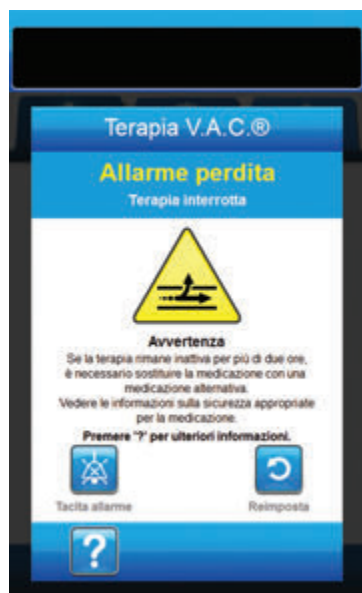 Terapia V.A.C.®
Allarme perdita
Terapia interrotta
Avvertenza
Se la terapia rimane inattiva per più di due ore,
è necessario sostituire la medicazione con una
medicazione alternativa.
Vedere le informazioni sulla sicurezza appropriate
per la medicazione.
Premere '?' per ulteriori informazioni.
Tacita allarme Reimposta
?